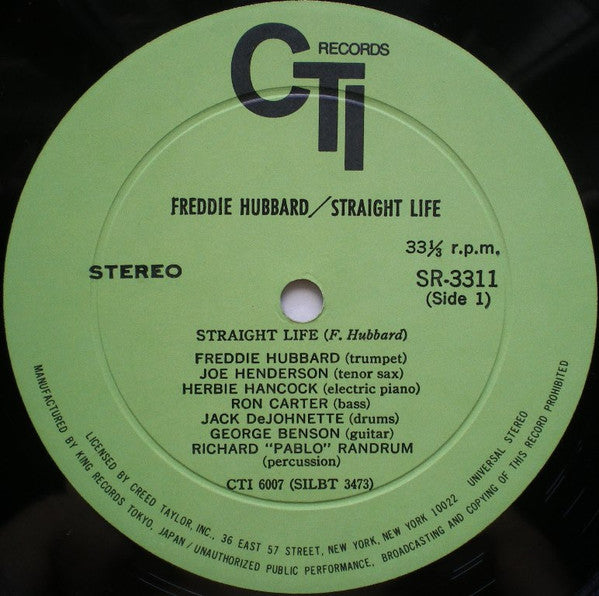 CTI RECORDS
FREDDIE HUBBARD/STRAIGHT LIFE
33⅓ r.p.m.
STEREO
SR-3311
(Side 1)
STRAIGHT LIFE (F. Hubbard)
FREDDIE HUBBARD (trumpet)
JOE HENDERSON (tenor sax)
HERBIE HANCOCK (electric piano)
RON CARTER (bass)
JACK DeJOHNETTE (drums)
GEORGE BENSON (guitar)
RICHARD "PABLO" RANDRUM
(percussion)
CTI 6007 (SILBT 3473)
LICENSED BY CREED TAYLOR, INC., 36 EAST 57 STREET, NEW YORK, NEW YORK 10022 UNIVERSAL STEREO
MANUFACTURED BY KING RECORDS TOKYO, JAPAN/UNAUTHORIZED PUBLIC PERFORMANCE, BROADCASTING AND COPYING OF THIS RECORD PROHIBITED